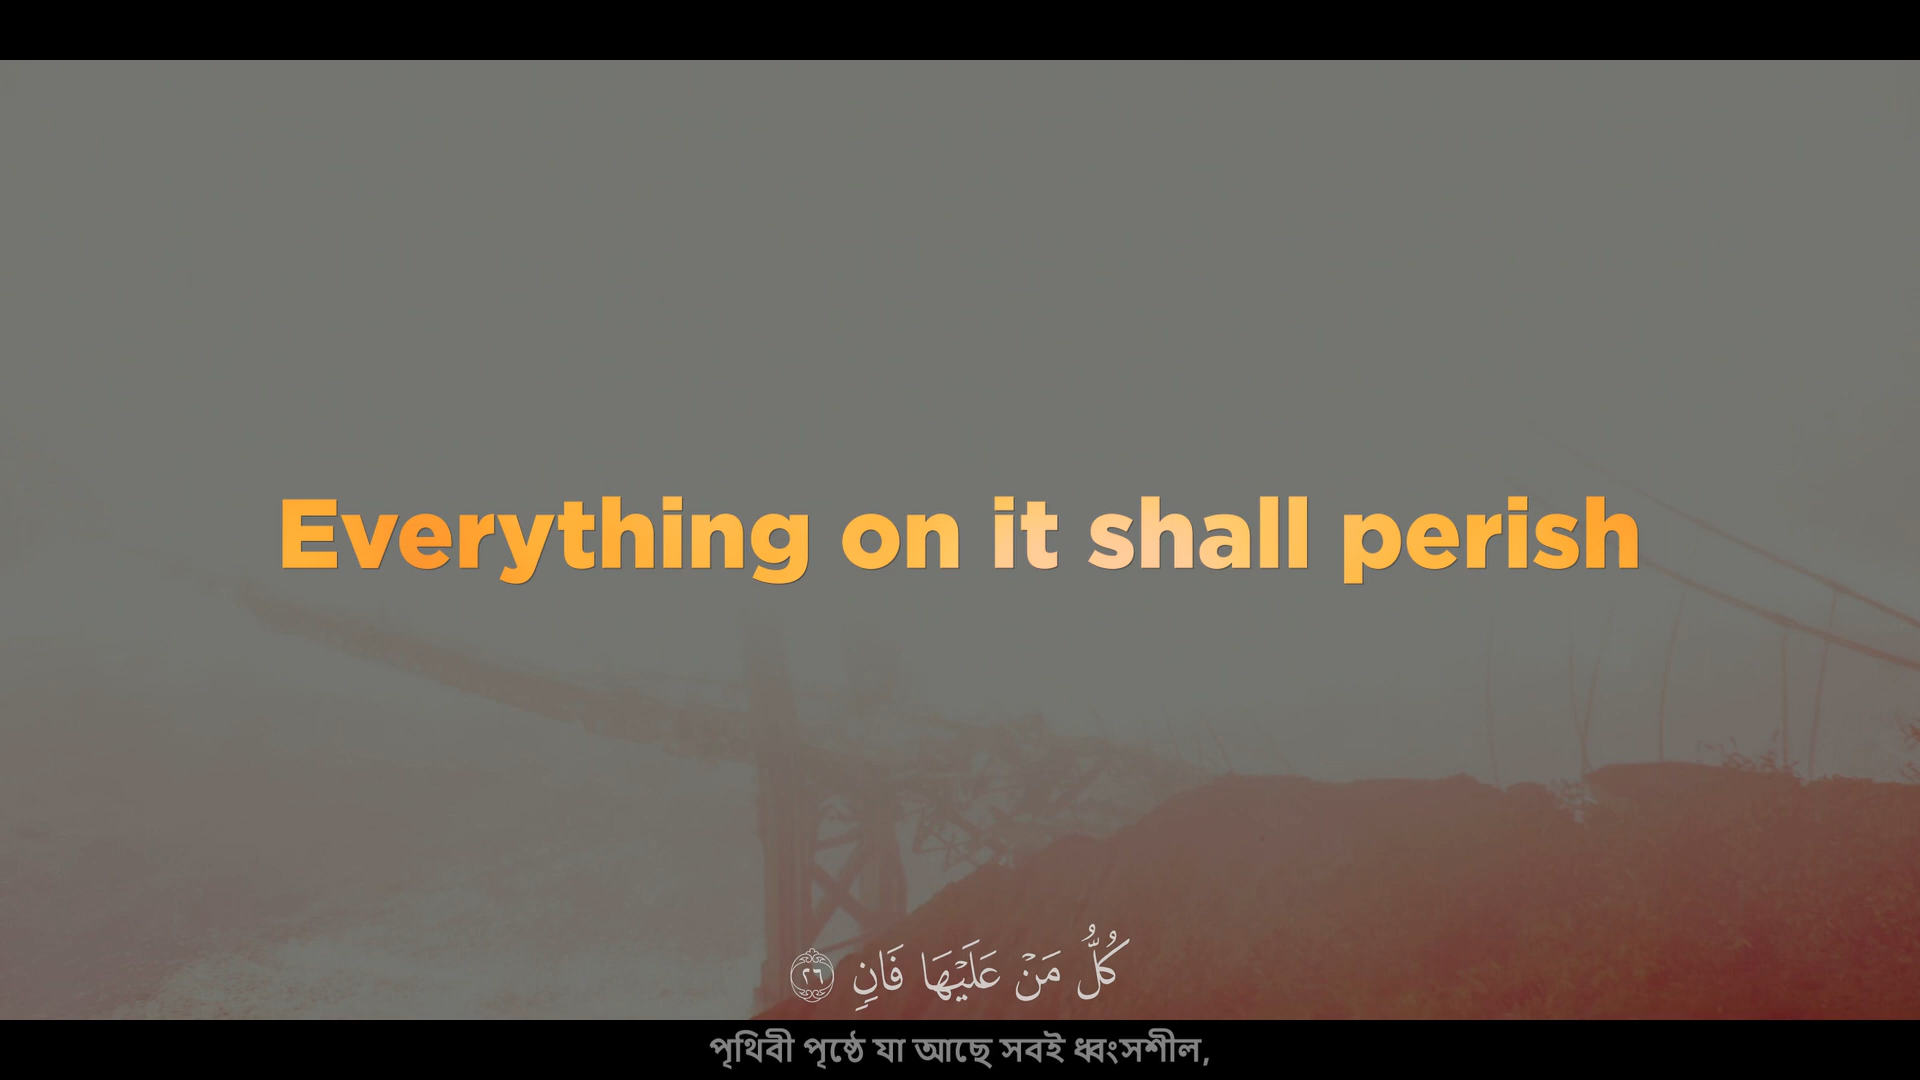 Everything on it shall perish
كُلُّ مَنْ عَلَيْهَا فَانٍ ٢٦
পৃথিবী পৃষ্ঠে যা আছে সবই ধ্বংসশীল,